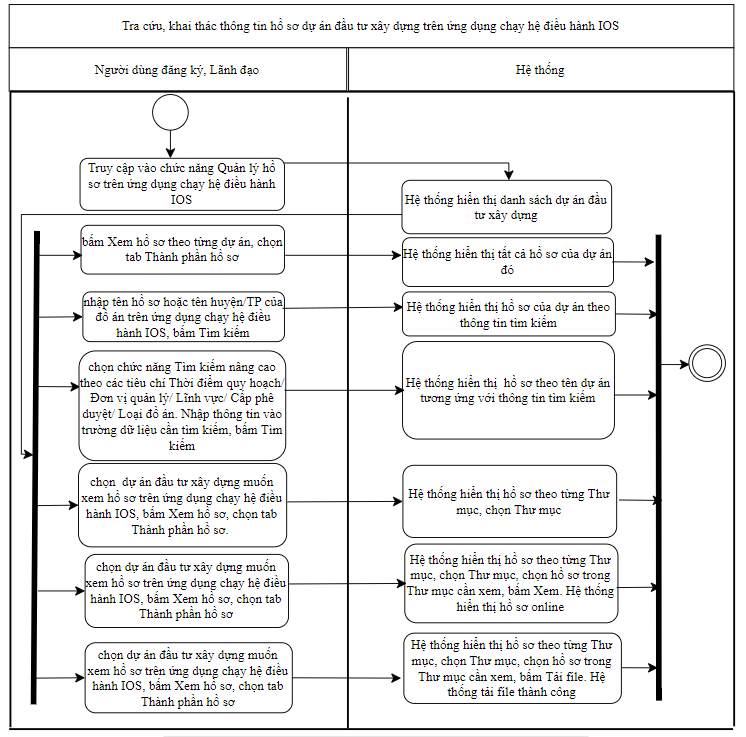 Tra cứu, khai thác thông tin hồ sơ dự án đầu tư xây dựng trên ứng dụng chạy hệ điều hành IOS
Người dùng đăng ký, Lãnh đạo
Hệ thống
Truy cập vào chức năng Quản lý hồ
sơ trên ứng dụng chạy hệ điều hành
IOS
Hệ thống hiển thị danh sách dự án đầu
tư xây dựng
bấm Xem hồ sơ theo từng dự án, chọn
tab Thành phần hồ sơ
Hệ thống hiển thị tất cả hồ sơ của dự án
đó
nhập tên hồ sơ hoặc tên huyện/TP của
đồ án trên ứng dụng chạy hệ điều
hành IOS, bấm Tìm kiếm
Hệ thống hiển thị hồ sơ của dự án theo
thông tin tìm kiếm
chọn chức năng Tìm kiếm nâng cao
theo các tiêu chí Thời điểm quy hoạch/
Đơn vị quản lý/ Lĩnh vực/ Cấp phê
duyệt/ Loại đồ án. Nhập thông tin vào
trường dữ liệu cần tìm kiếm, bấm Tìm
kiếm
Hệ thống hiển thị hồ sơ theo tên dự án
tương ứng với thông tin tìm kiếm
chọn dự án đầu tư xây dựng muốn
xem hồ sơ trên ứng dụng chạy hệ điều
hành IOS, bấm Xem hồ sơ, chọn tab
Thành phần hồ sơ.
Hệ thống hiển thị hồ sơ theo từng Thư
mục, chọn Thư mục
chọn dự án đầu tư xây dựng muốn
xem hồ sơ trên ứng dụng chạy hệ điều
hành IOS, bấm Xem hồ sơ, chọn tab
Thành phần hồ sơ
Hệ thống hiển thị hồ sơ theo từng Thư
mục, chọn Thư mục, chọn hồ sơ trong
Thư mục cần xem, bấm Xem. Hệ thống
hiển thị hồ sơ online
chọn dự án đầu tư xây dựng muốn
xem hồ sơ trên ứng dụng chạy hệ điều
hành IOS, bấm Xem hồ sơ, chọn tab
Thành phần hồ sơ
Hệ thống hiển thị hồ sơ theo từng Thư
mục, chọn Thư mục, chọn hồ sơ trong
Thư mục cần xem, bấm Tải file. Hệ
thống tải file thành công